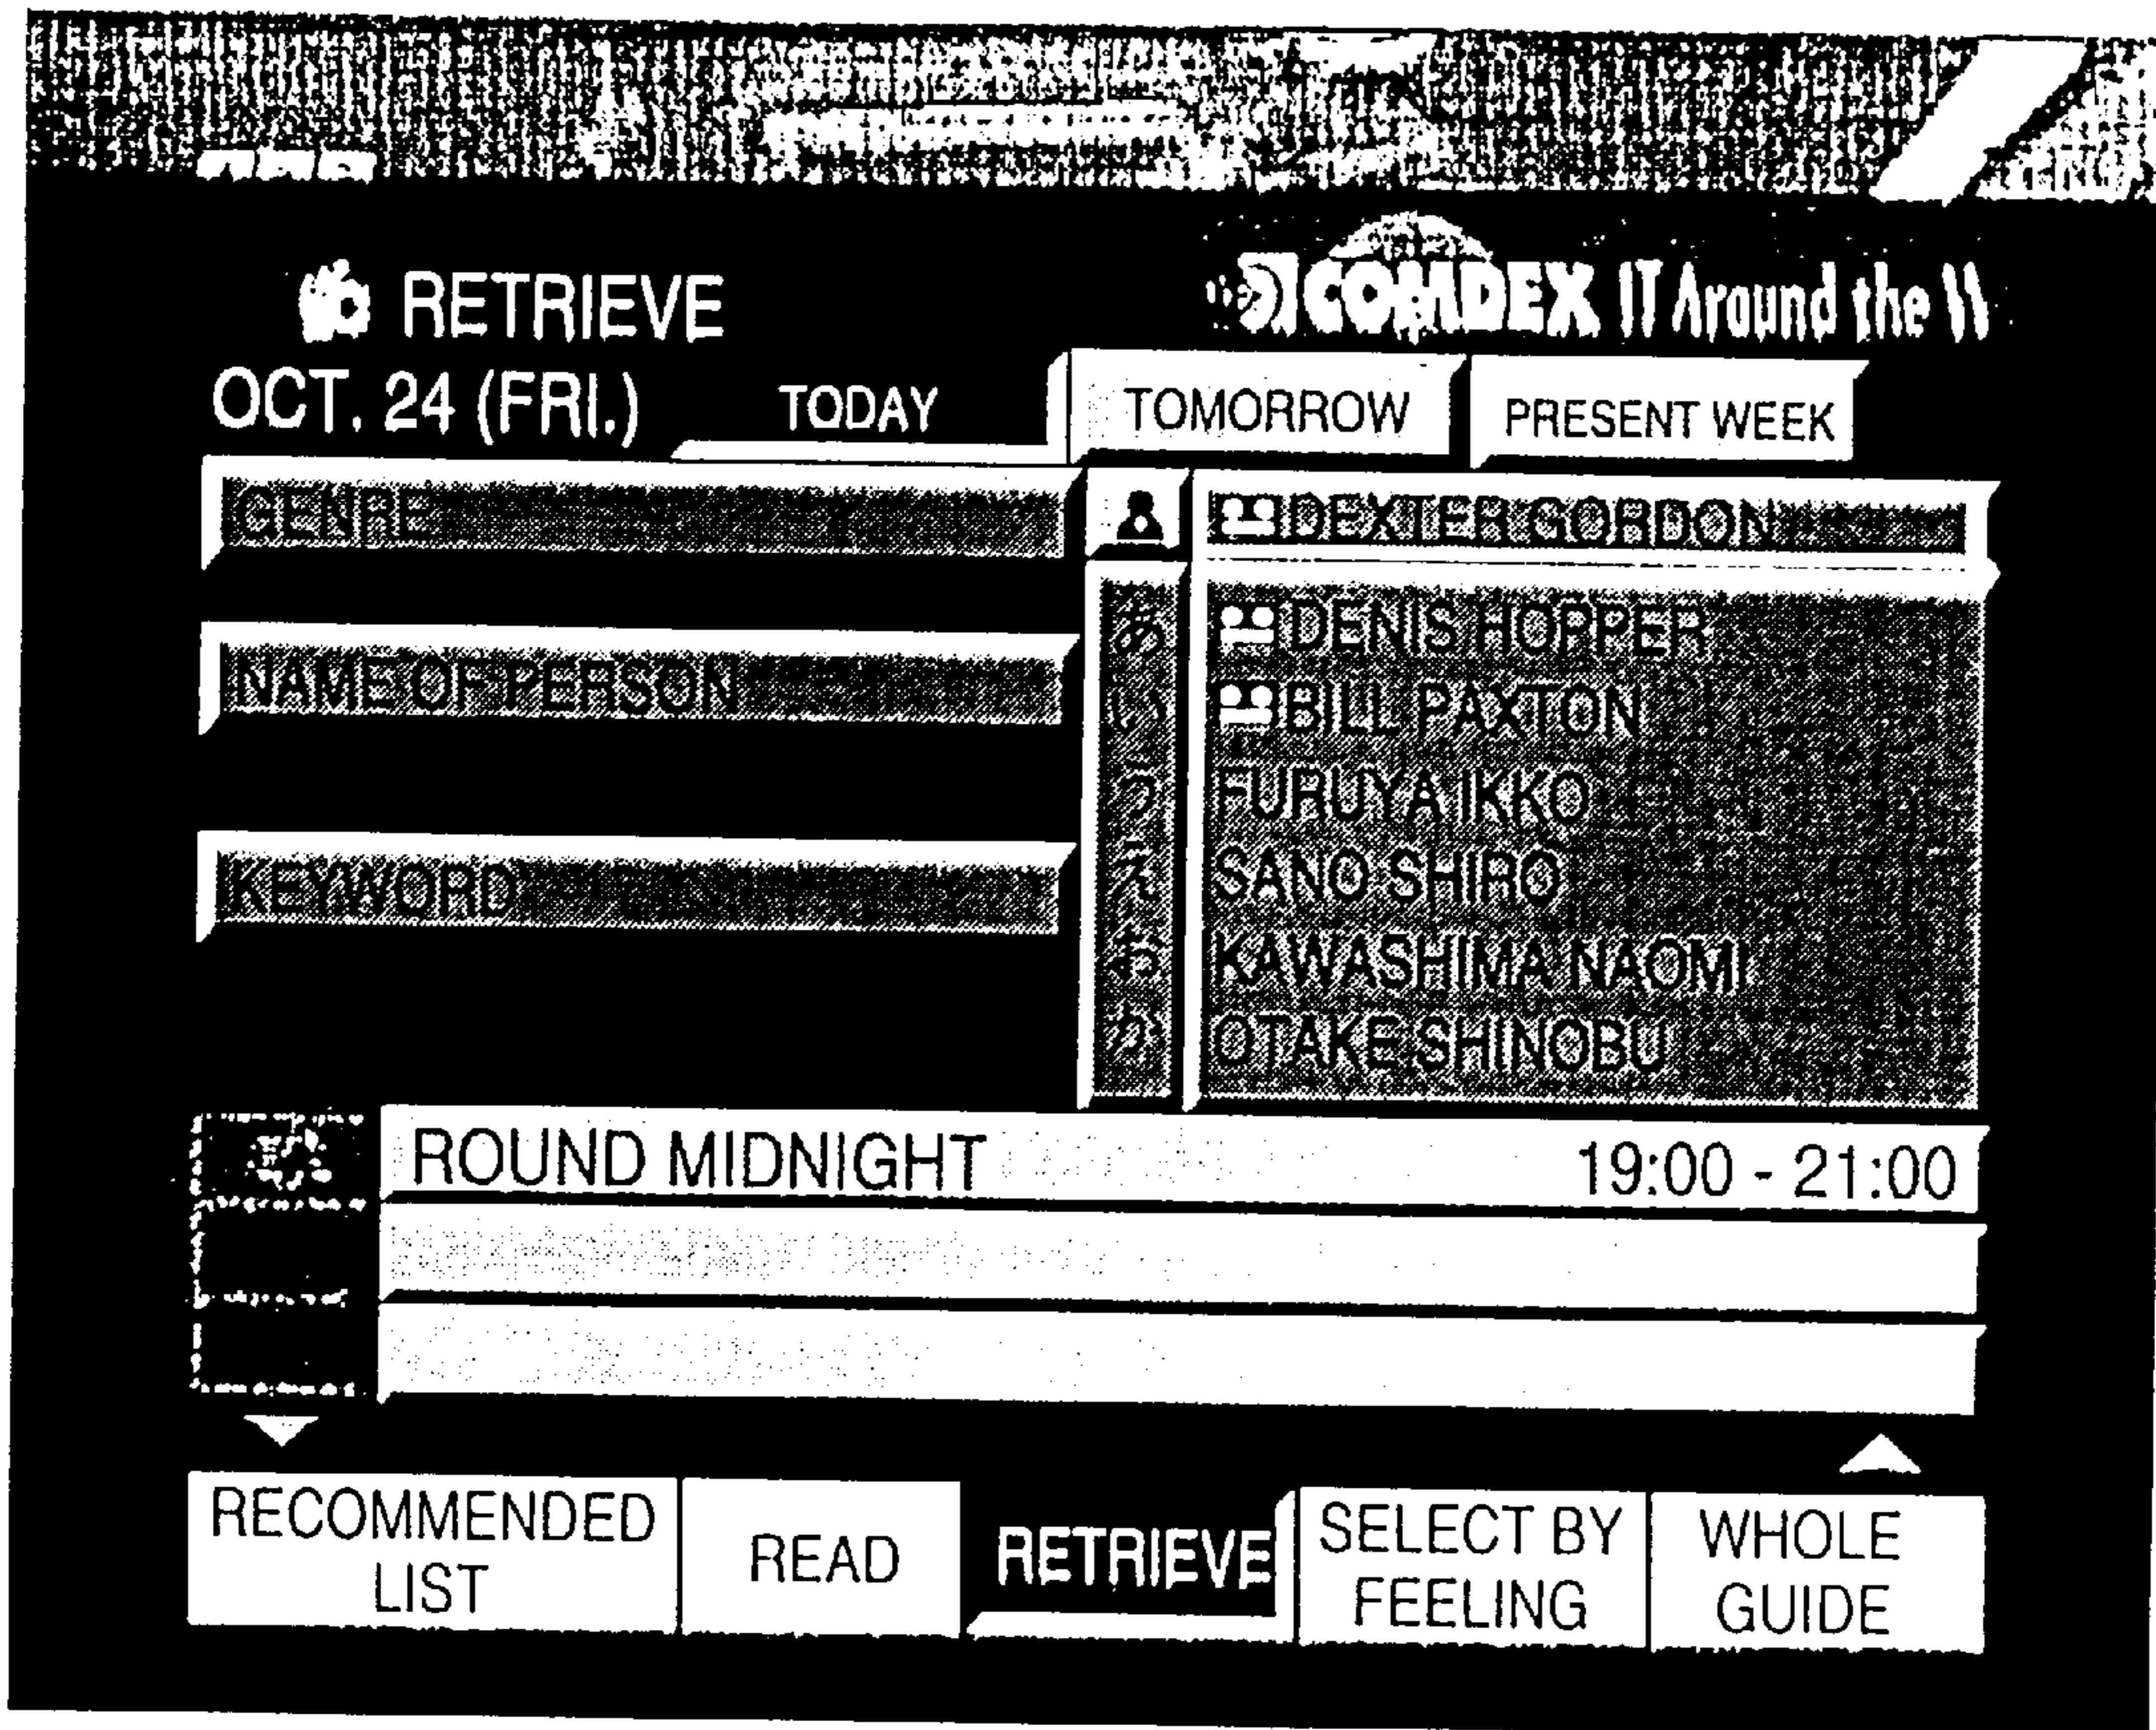 RETRIEVE
COMDEX IT Around the
OCT. 24 (FRI.) TODAY TOMORROW PRESENT WEEK
GENRE
DEXTER GORDON
あ DENIS HOPPER
NAME OF PERSON
い BILL PAXTON
う FURUYA IKKO
KEYWORD
え SANO SHIRO
お KAWASHIMA NAOMI
か OTAKE SHINOBU
ROUND MIDNIGHT 19:00 - 21:00
RECOMMENDED LIST
READ
RETRIEVE
SELECT BY FEELING
WHOLE GUIDE